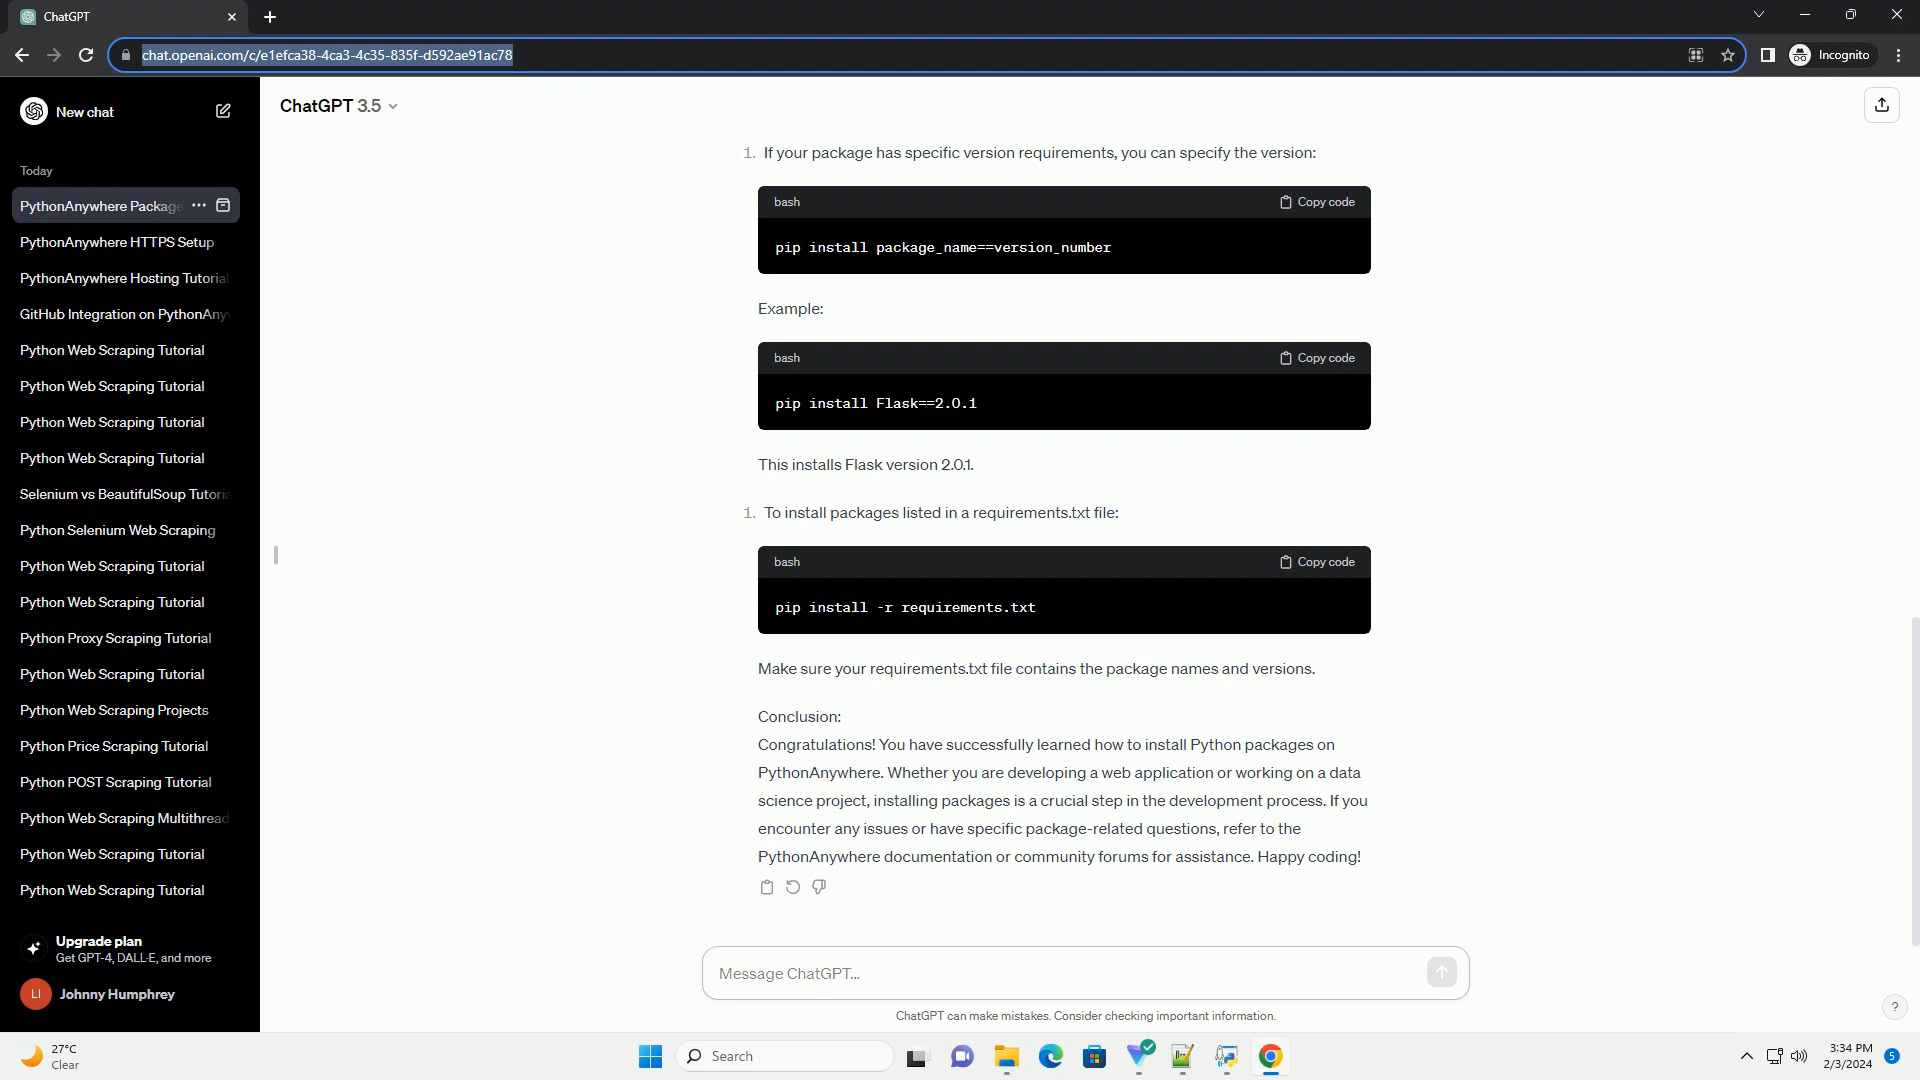 ChatGPT
chat.openai.com/c/e1efca38-4ca3-4c35-835f-d592ae91ac78
Incognito
New chat
Today
PythonAnywhere Package
PythonAnywhere HTTPS Setup
PythonAnywhere Hosting Tutorial
GitHub Integration on PythonAnyw
Python Web Scraping Tutorial
Python Web Scraping Tutorial
Python Web Scraping Tutorial
Python Web Scraping Tutorial
Selenium vs BeautifulSoup Tutoria
Python Selenium Web Scraping
Python Web Scraping Tutorial
Python Web Scraping Tutorial
Python Proxy Scraping Tutorial
Python Web Scraping Tutorial
Python Web Scraping Projects
Python Price Scraping Tutorial
Python POST Scraping Tutorial
Python Web Scraping Multithread
Python Web Scraping Tutorial
Python Web Scraping Tutorial
Upgrade plan
Get GPT-4, DALL·E, and more
LI
Johnny Humphrey
ChatGPT 3.5
1. If your package has specific version requirements, you can specify the version:
bash
Copy code
pip install package_name==version_number
Example:
bash
Copy code
pip install Flask==2.0.1
This installs Flask version 2.0.1.
1. To install packages listed in a requirements.txt file:
bash
Copy code
pip install -r requirements.txt
Make sure your requirements.txt file contains the package names and versions.
Conclusion:
Congratulations! You have successfully learned how to install Python packages on
PythonAnywhere. Whether you are developing a web application or working on a data
science project, installing packages is a crucial step in the development process. If you
encounter any issues or have specific package-related questions, refer to the
PythonAnywhere documentation or community forums for assistance. Happy coding!
Message ChatGPT...
ChatGPT can make mistakes. Consider checking important information.
?
27°C
Clear
Search
3:34 PM
2/3/2024
5